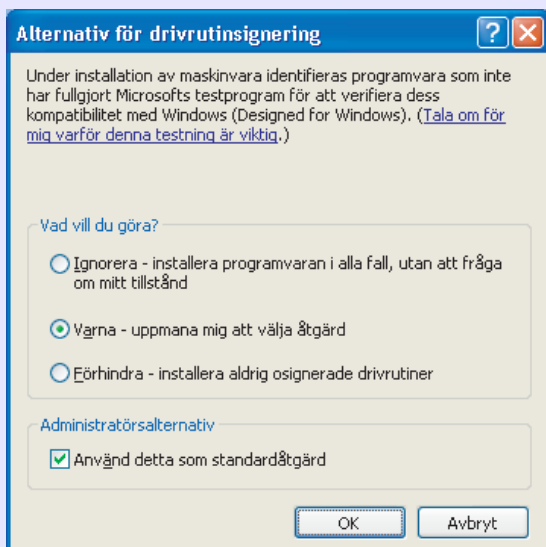 Alternativ för drivrutinsignering
Under installation av maskinvara identifieras programvara som inte
har fullgjort Microsofts testprogram för att verifiera dess
kompatibilitet med Windows (Designed for Windows). (Tala om för
mig varför denna testning är viktig.)
Vad vill du göra?
Ignorera - installera programvaran i alla fall, utan att fråga
om mitt tillstånd
Varna - uppmana mig att välja åtgärd
Förhindra - installera aldrig osignerade drivrutiner
Administratörsalternativ
Använd detta som standardåtgärd
OK
Avbryt